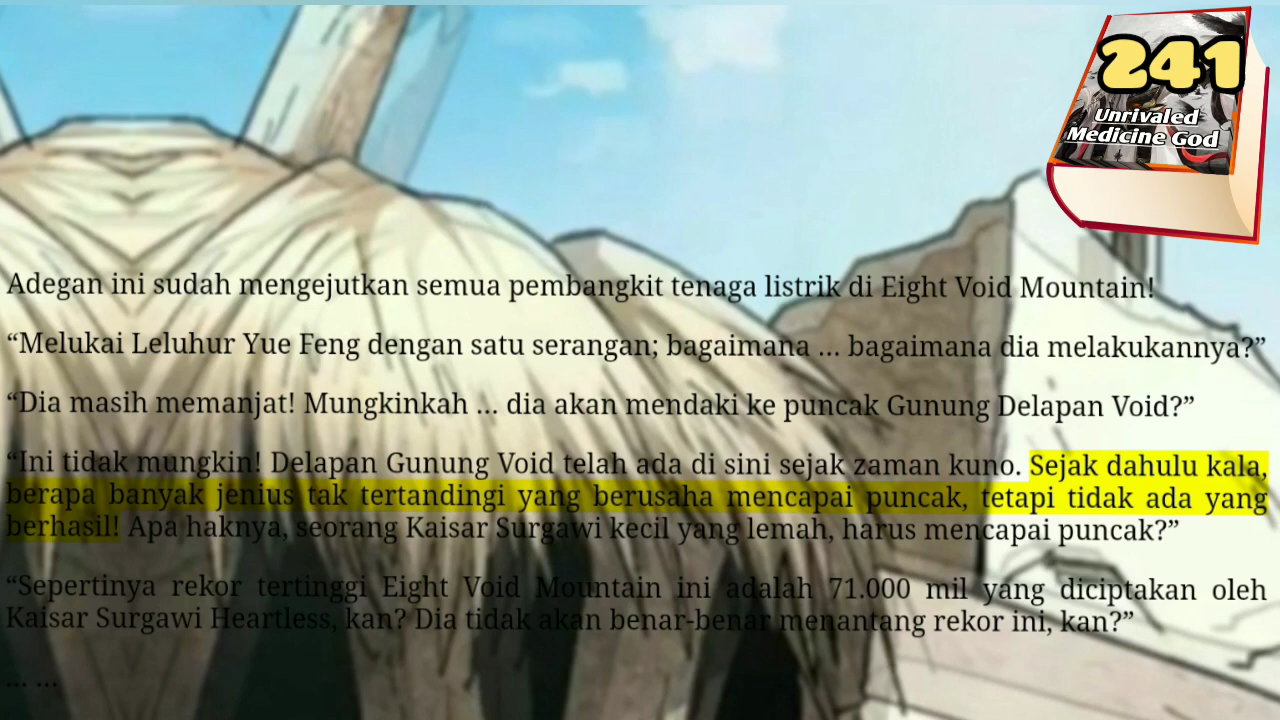 241
Unrivaled
Medicine God
Adegan ini sudah mengejutkan semua pembangkit tenaga listrik di Eight Void Mountain!
“Melukai Leluhur Yue Feng dengan satu serangan; bagaimana … bagaimana dia melakukannya?”
“Dia masih memanjat! Mungkinkah … dia akan mendaki ke puncak Gunung Delapan Void?”
“Ini tidak mungkin! Delapan Gunung Void telah ada di sini sejak zaman kuno. Sejak dahulu kala,
berapa banyak jenius tak tertandingi yang berusaha mencapai puncak, tetapi tidak ada yang
berhasil! Apa haknya, seorang Kaisar Surgawi kecil yang lemah, harus mencapai puncak?”
“Sepertinya rekor tertinggi Eight Void Mountain ini adalah 71.000 mil yang diciptakan oleh
Kaisar Surgawi Heartless, kan? Dia tidak akan benar-benar menantang rekor ini, kan?”
… …